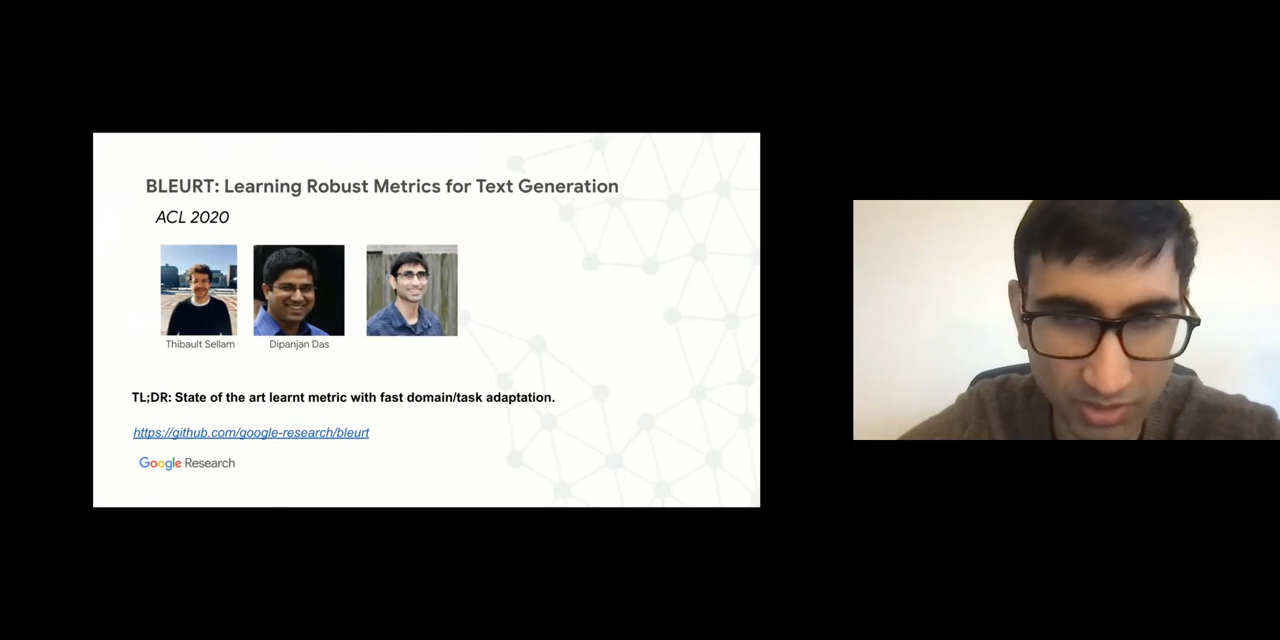 BLEURT: Learning Robust Metrics for Text Generation
ACL 2020
Thibault Sellam
Dipanjan Das
TL;DR: State of the art learnt metric with fast domain/task adaptation.
https://github.com/google-research/bleurt
Google Research